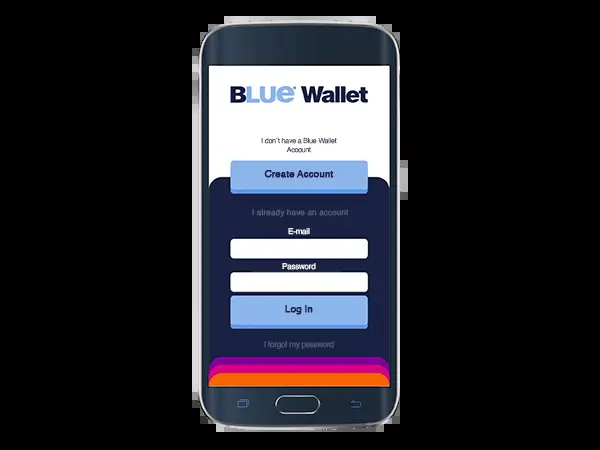 BLUe Wallet
I don't have a Blue Wallet
Account
Create Account
I already have an account
E-mail
Password
Log In
I forgot my password